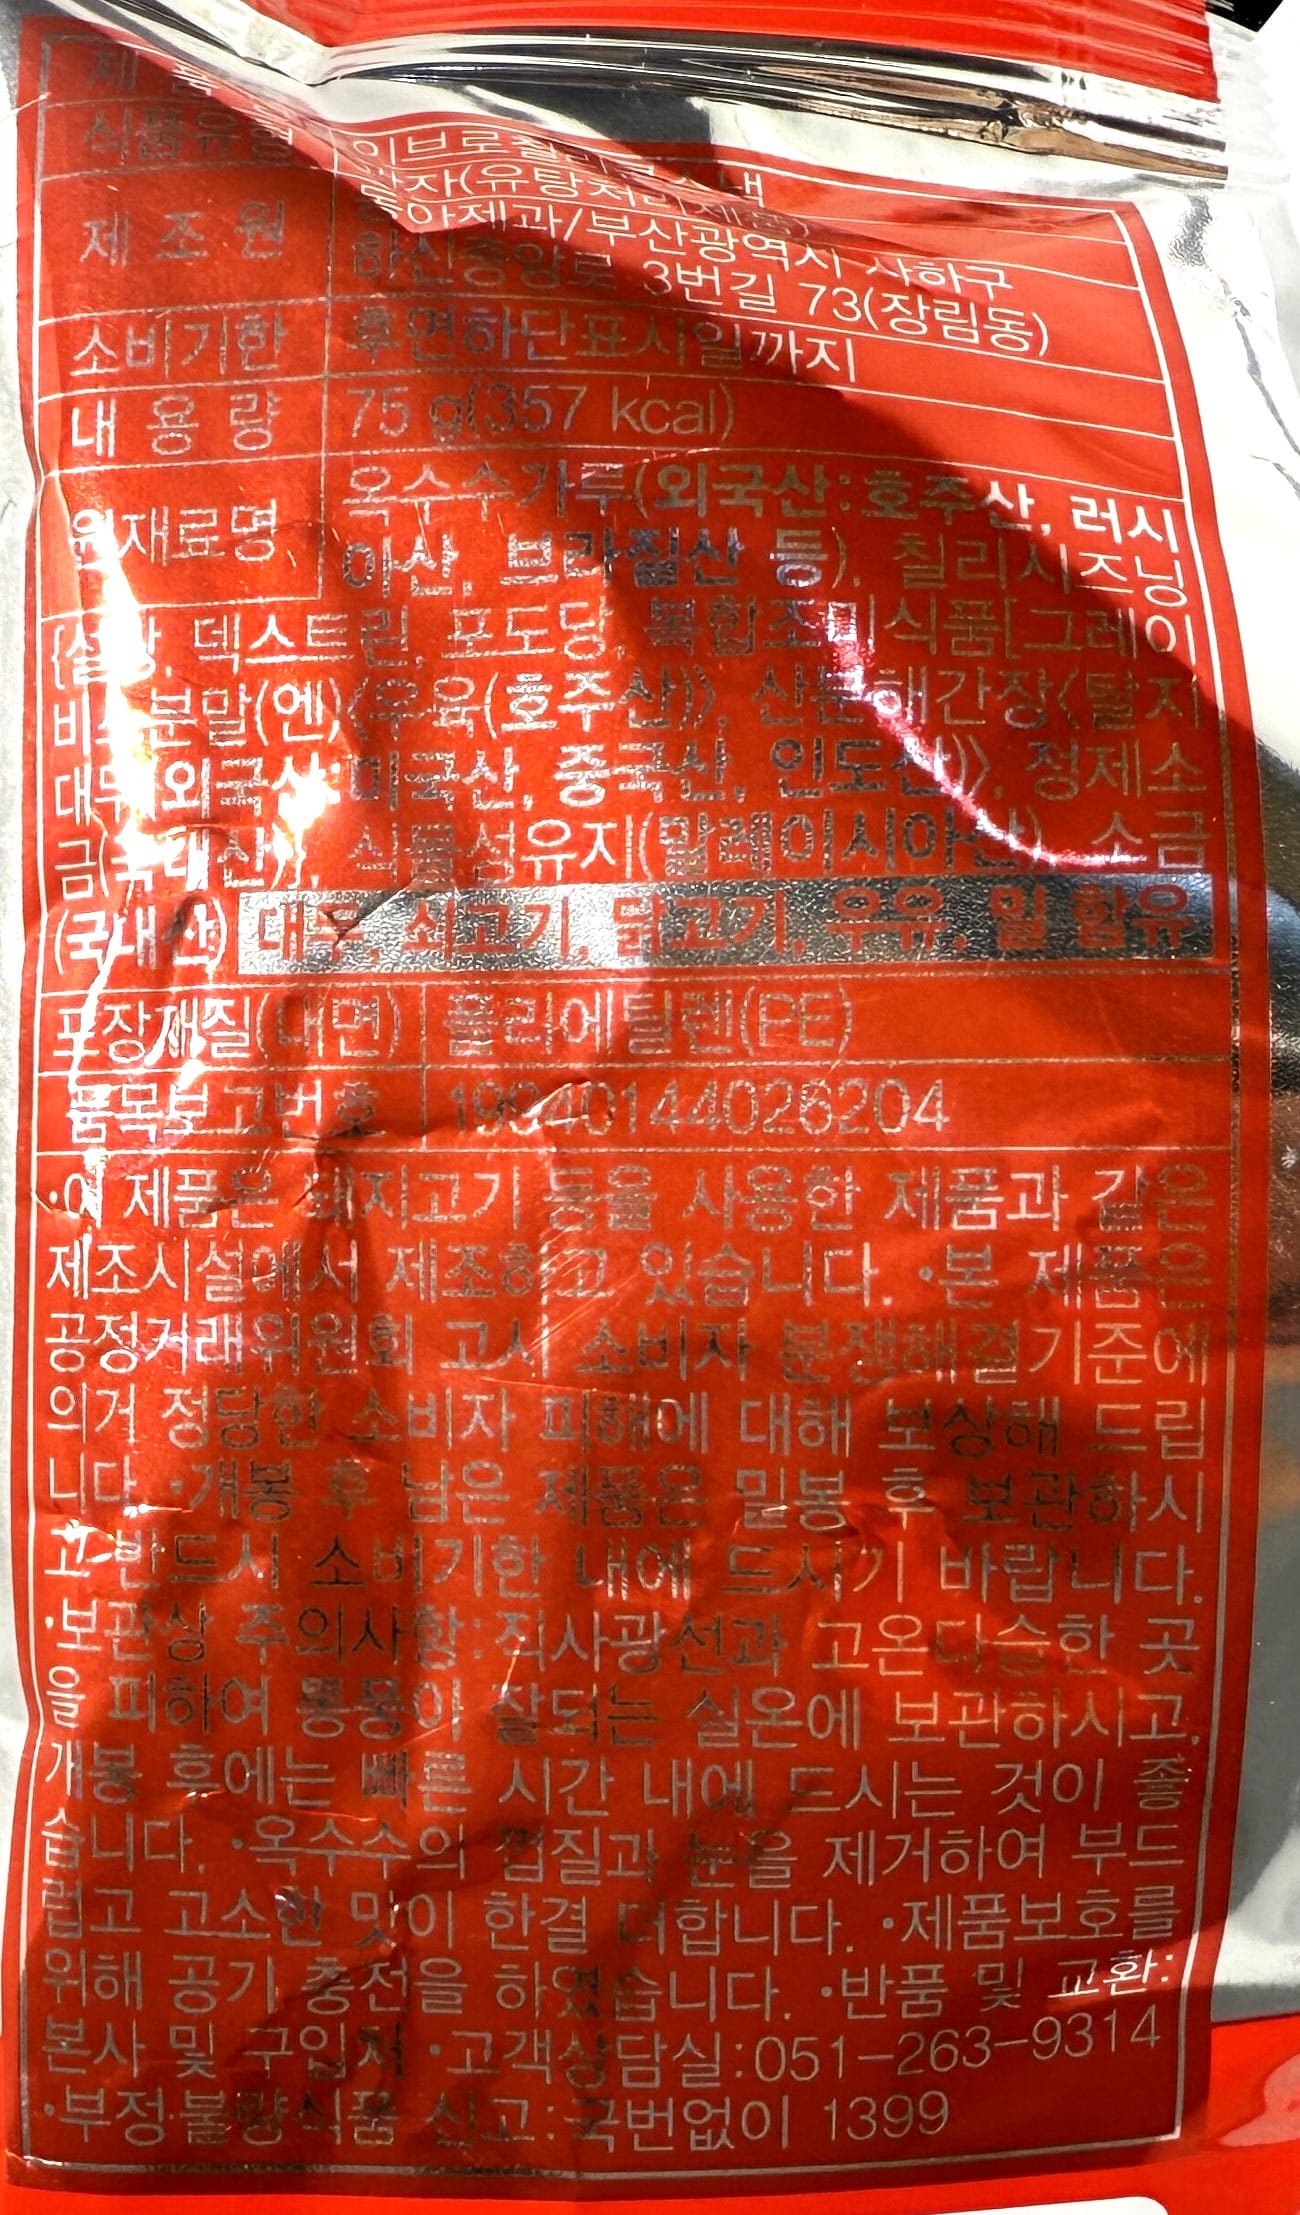 제
식품유형
이브로칠리콘스낵
과자(유탕처리제품)
제 조 원
제과/부산광역시 사하구
하신중앙로 3번길 73(장림동)
소비기한 후면하단표시일까지
내 용 량 75 g(357 kcal)
원재료명 옥수수가루(외국산:호주산, 러시
아산, 브라질산 등), 칠리시즈닝
{설탕, 덱스트린, 포도당, 복합조미식품[그레이
비소분말(엔)〈우육(호주산)〉, 산분해간장〈탈지
대두(외국산:미국산, 중국산, 인도산)〉, 정제소
금(국내산)], 식물성유지(말레이시아산), 소금
(국내산) 대두, 쇠고기, 닭고기, 우유, 밀 함유
포장재질(내면) 폴리에틸렌(PE)
품목보고번호 19940144026204
·이 제품은 돼지고기 등을 사용한 제품과 같은
제조시설에서 제조하고 있습니다. ·본 제품은
공정거래위원회 고시 소비자 분쟁해결기준에
의거 정당한 소비자 피해에 대해 보상해 드립
니다. ·개봉 후 남은 제품은 밀봉 후 보관하시
고 반드시 소비기한 내에 드시기 바랍니다.
·보관상 주의사항:직사광선과 고온다습한 곳
을 피하여 통풍이 잘되는 실온에 보관하시고,
개봉 후에는 빠른 시간 내에 드시는 것이 좋
습니다. ·옥수수의 껍질과 눈을 제거하여 부드
럽고 고소한 맛이 한결 더합니다. ·제품보호를
위해 공기 충전을 하였습니다. ·반품 및 교환:
본사 및 구입처 ·고객상담실:051-263-9314
·부정·불량식품 신고:국번없이 1399